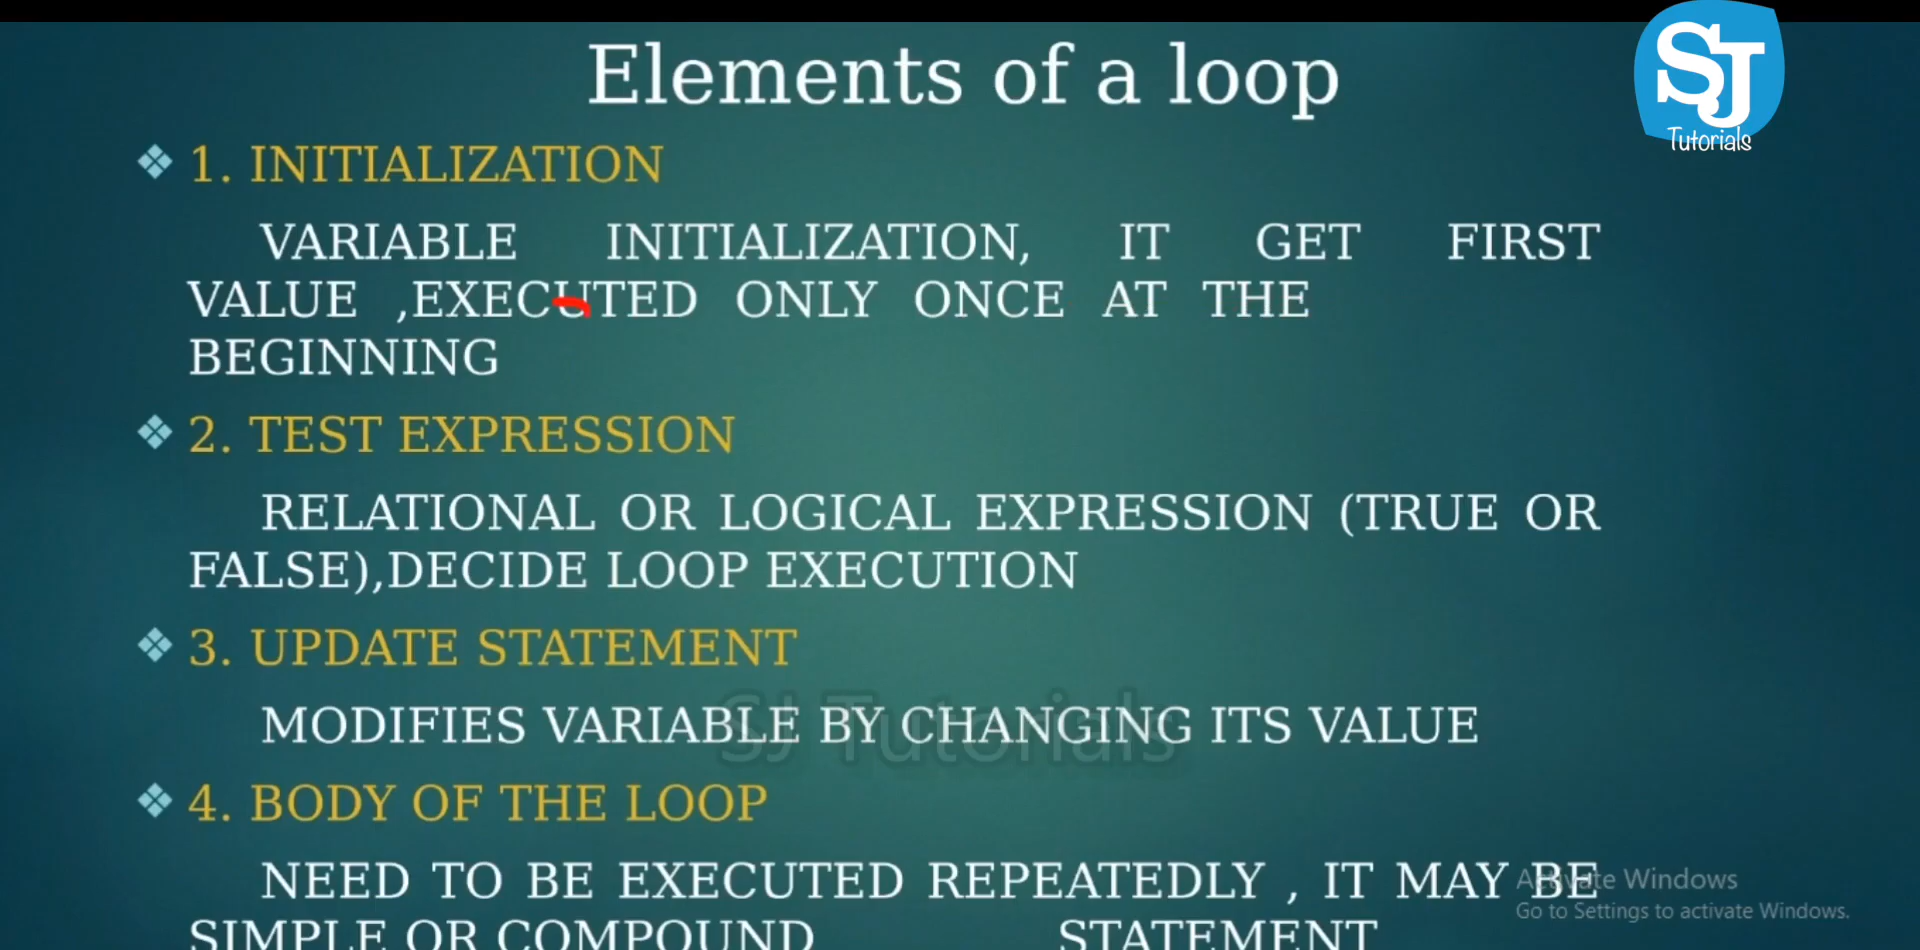 Elements of a loop
SJ
Tutorials
❖ 1. INITIALIZATION
VARIABLE INITIALIZATION, IT GET FIRST
VALUE ,EXECUTED ONLY ONCE AT THE
BEGINNING
❖ 2. TEST EXPRESSION
RELATIONAL OR LOGICAL EXPRESSION (TRUE OR
FALSE),DECIDE LOOP EXECUTION
❖ 3. UPDATE STATEMENT
MODIFIES VARIABLE BY CHANGING ITS VALUE
SJ Tutorials
❖ 4. BODY OF THE LOOP
NEED TO BE EXECUTED REPEATEDLY , IT MAY BE
SIMPLE OR COMPOUND STATEMENT
Activate Windows
Go to Settings to activate Windows.